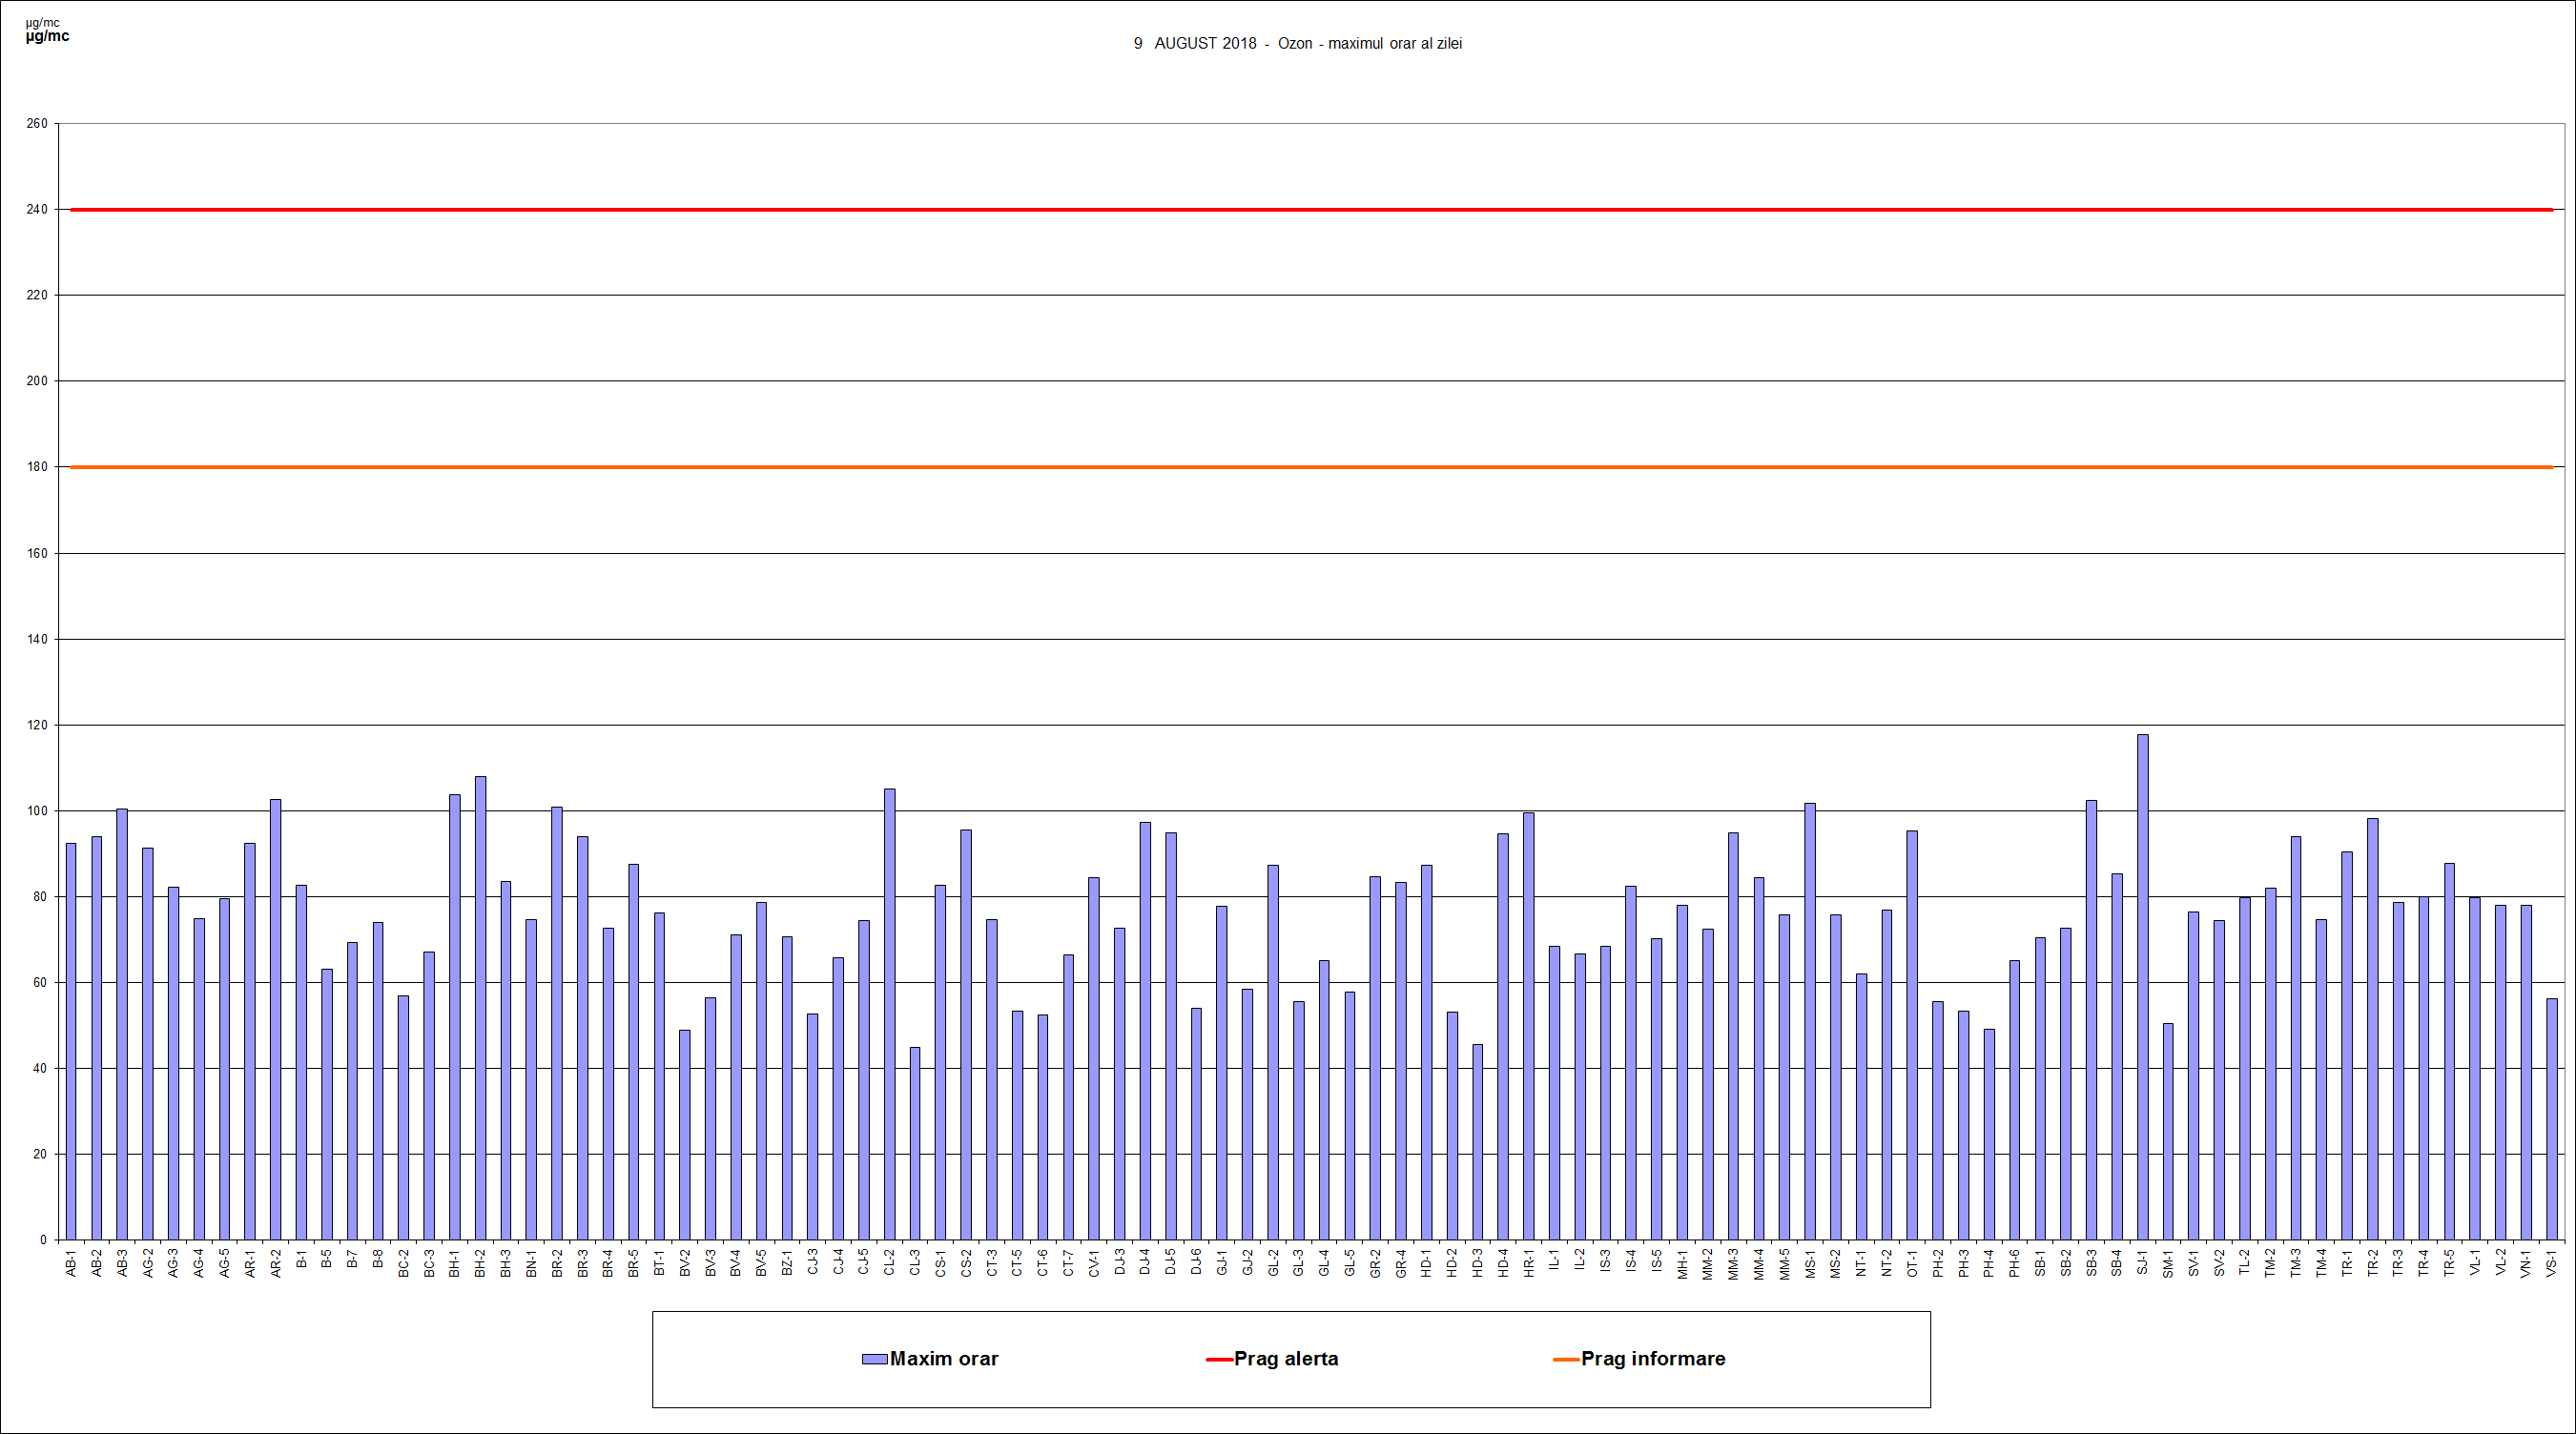 µg/mc
µg/mc
9 AUGUST 2018 - Ozon - maximul orar al zilei
260
240
220
200
180
160
140
120
100
80
60
40
20
0
AB-1 AB-2 AB-3 AG-2 AG-3 AG-4 AG-5 AR-1 AR-2 B-1 B-5 B-7 B-8 BC-2 BC-3 BH-1 BH-2 BH-3 BN-1 BR-2 BR-3 BR-4 BR-5 BT-1 BV-2 BV-3 BV-4 BV-5 BZ-1 CJ-3 CJ-4 CJ-5 CL-2 CL-3 CS-1 CS-2 CT-3 CT-5 CT-6 CT-7 CV-1 DJ-3 DJ-4 DJ-5 DJ-6 GJ-1 GJ-2 GL-2 GL-3 GL-4 GL-5 GR-2 GR-4 HD-1 HD-2 HD-3 HD-4 HR-1 IL-1 IL-2 IS-3 IS-4 IS-5 MH-1 MM-2 MM-3 MM-4 MM-5 MS-1 MS-2 NT-1 NT-2 OT-1 PH-2 PH-3 PH-4 PH-6 SB-1 SB-2 SB-3 SB-4 SJ-1 SM-1 SV-1 SV-2 TL-2 TM-2 TM-3 TM-4 TR-1 TR-2 TR-3 TR-4 TR-5 VL-1 VL-2 VN-1 VS-1
Maxim orar Prag alerta Prag informare